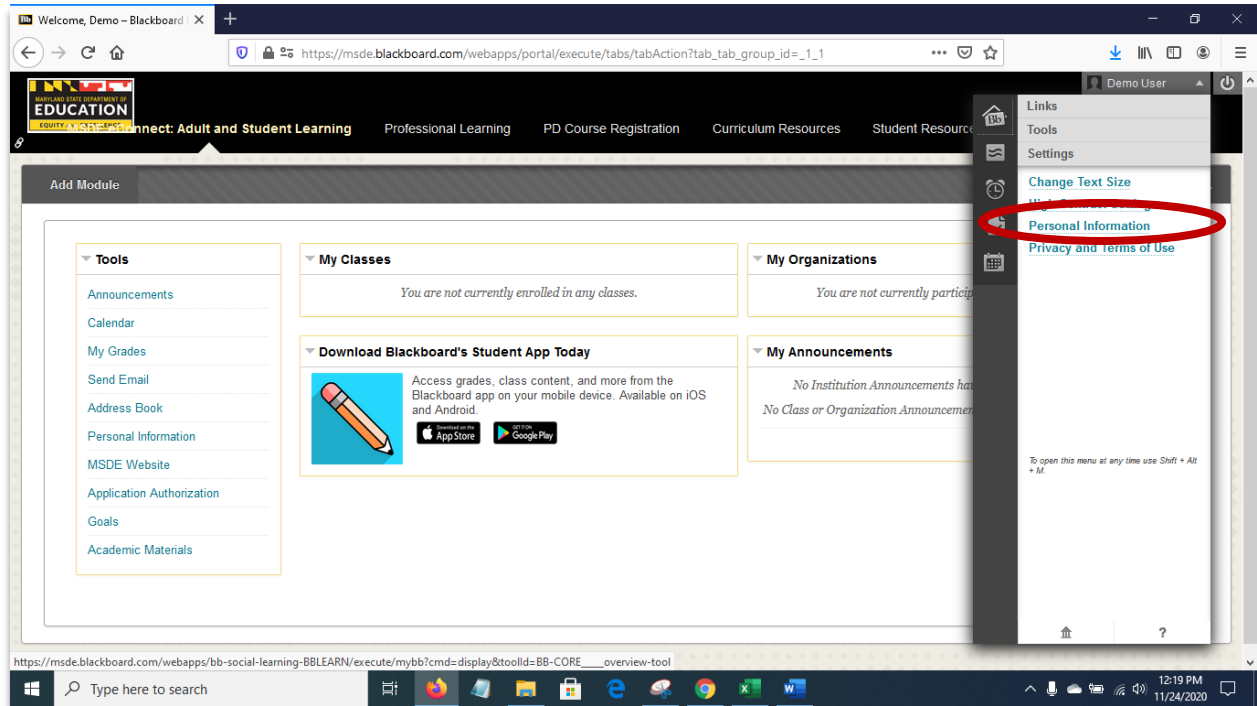 Welcome, Demo – Blackboard
https://msde.blackboard.com/webapps/portal/execute/tabs/tabAction?tab_tab_group_id=_1_1
MARYLAND STATE DEPARTMENT OF
EDUCATION
Demo User
nnect: Adult and Student Learning
Professional Learning
PD Course Registration
Curriculum Resources
Student Resourc
Add Module
Tools
Announcements
Calendar
My Grades
Send Email
Address Book
Personal Information
MSDE Website
Application Authorization
Goals
Academic Materials
My Classes
You are not currently enrolled in any classes.
Download Blackboard's Student App Today
Access grades, class content, and more from the
Blackboard app on your mobile device. Available on iOS
and Android.
Download on the
App Store
GET IT ON
Google Play
My Organizations
You are not currently particip
My Announcements
No Institution Announcements ha
No Class or Organization Announcemen
Bb
Links
Tools
Settings
Change Text Size
Personal Information
Privacy and Terms of Use
To open this menu at any time use Shift + Alt
+ M.
?
https://msde.blackboard.com/webapps/bb-social-learning-BBLEARN/execute/mybb?cmd=display&toolId=BB-CORE____overview-tool
Type here to search
12:19 PM
11/24/2020